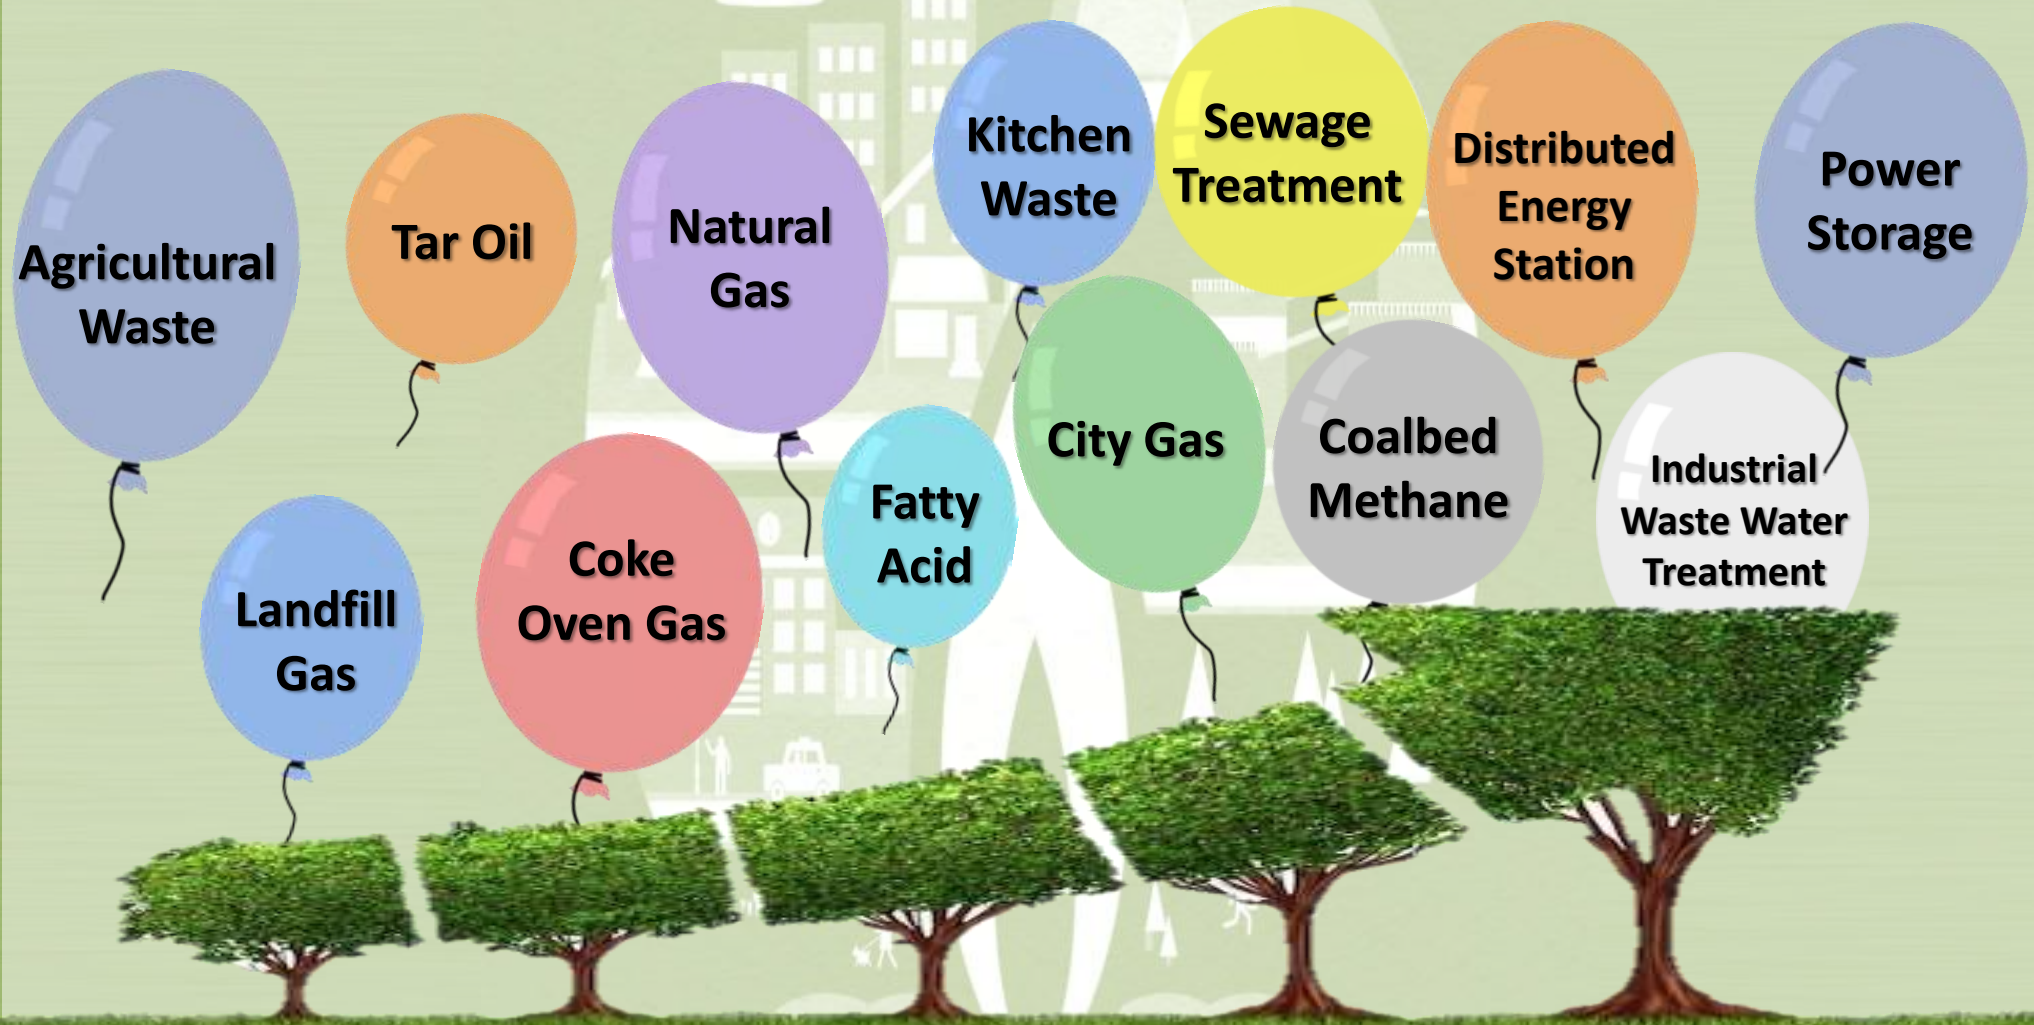 Agricultural
Waste
Tar Oil
Natural
Gas
Kitchen
Waste
Sewage
Treatment
Distributed
Energy
Station
Power
Storage
Landfill
Gas
Coke
Oven Gas
Fatty
Acid
City Gas
Coalbed
Methane
Industrial
Waste Water
Treatment